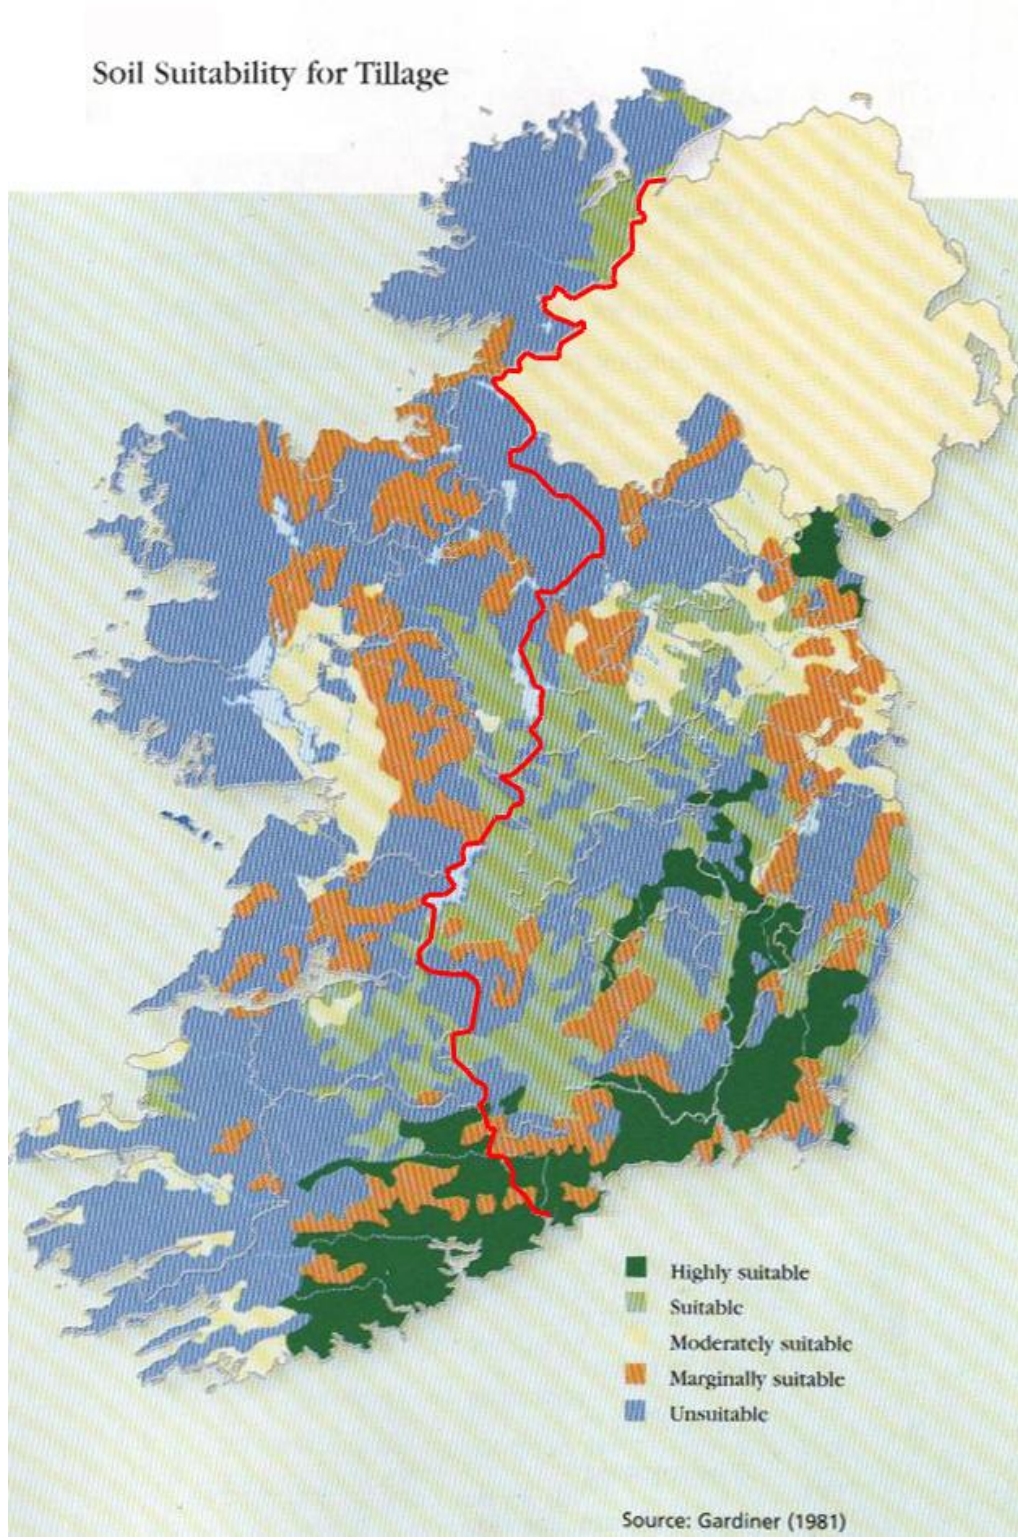 Soil Suitability for Tillage
Highly suitable
Suitable
Moderately suitable
Marginally suitable
Unsuitable
Source: Gardiner (1981)